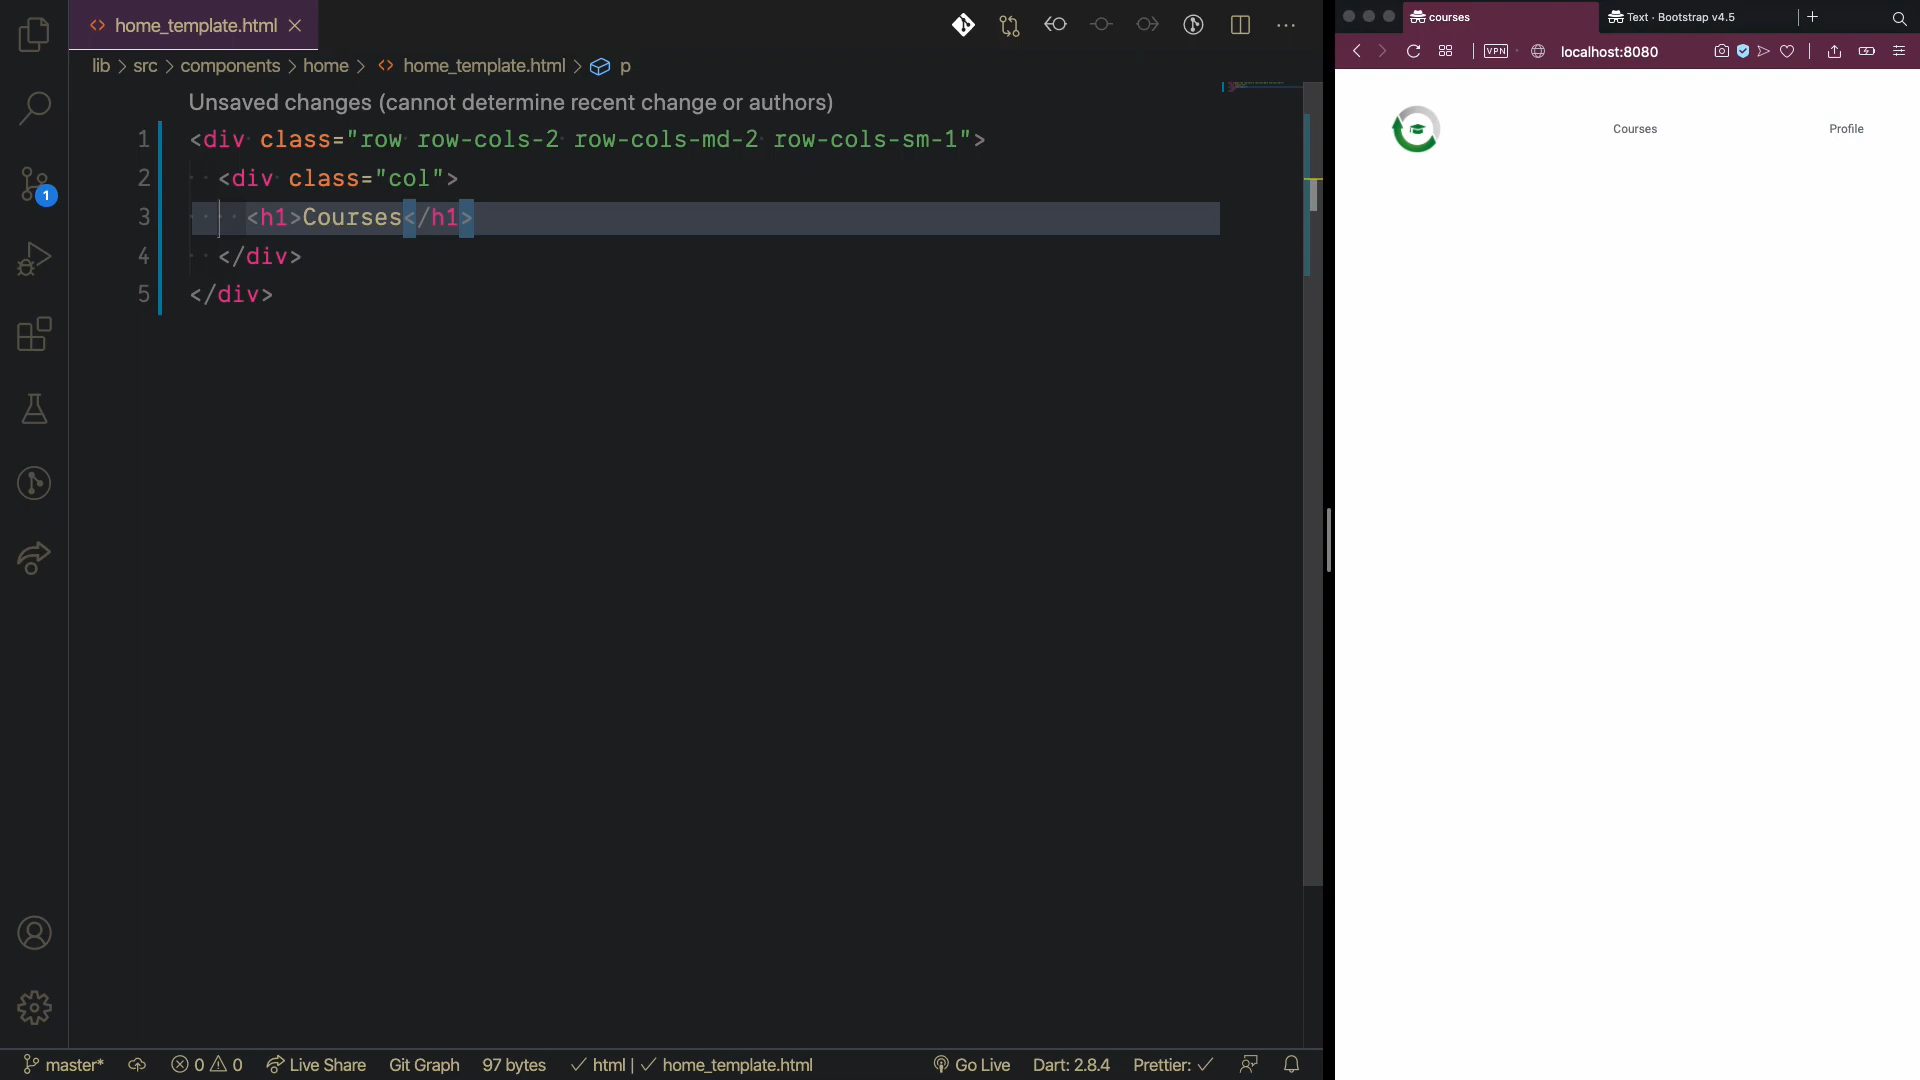 home_template.html
lib > src > components > home > home_template.html > p
Unsaved changes (cannot determine recent change or authors)
1 <div class="row row-cols-2 row-cols-md-2 row-cols-sm-1">
2 <div class="col">
3 <h1>Courses</h1>
4 </div>
5 </div>
1
master* 0 0 Live Share Git Graph 97 bytes html | home_template.html Go Live Dart: 2.8.4 Prettier:
courses Text · Bootstrap v4.5
VPN localhost:8080
Courses Profile